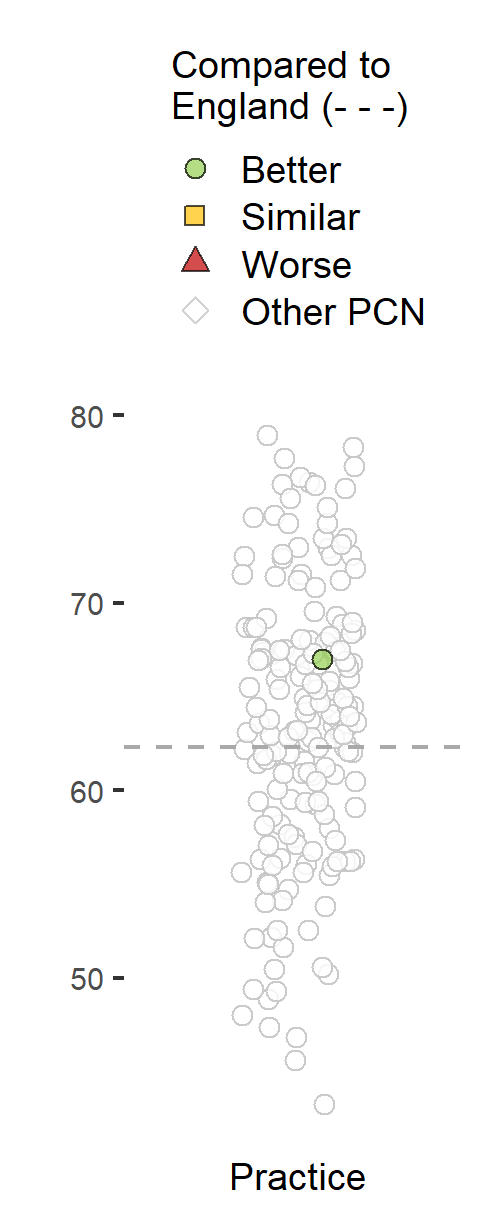 Compared to
England (- - -)
Better
Similar
Worse
Other PCN
80
70
60
50
Practice